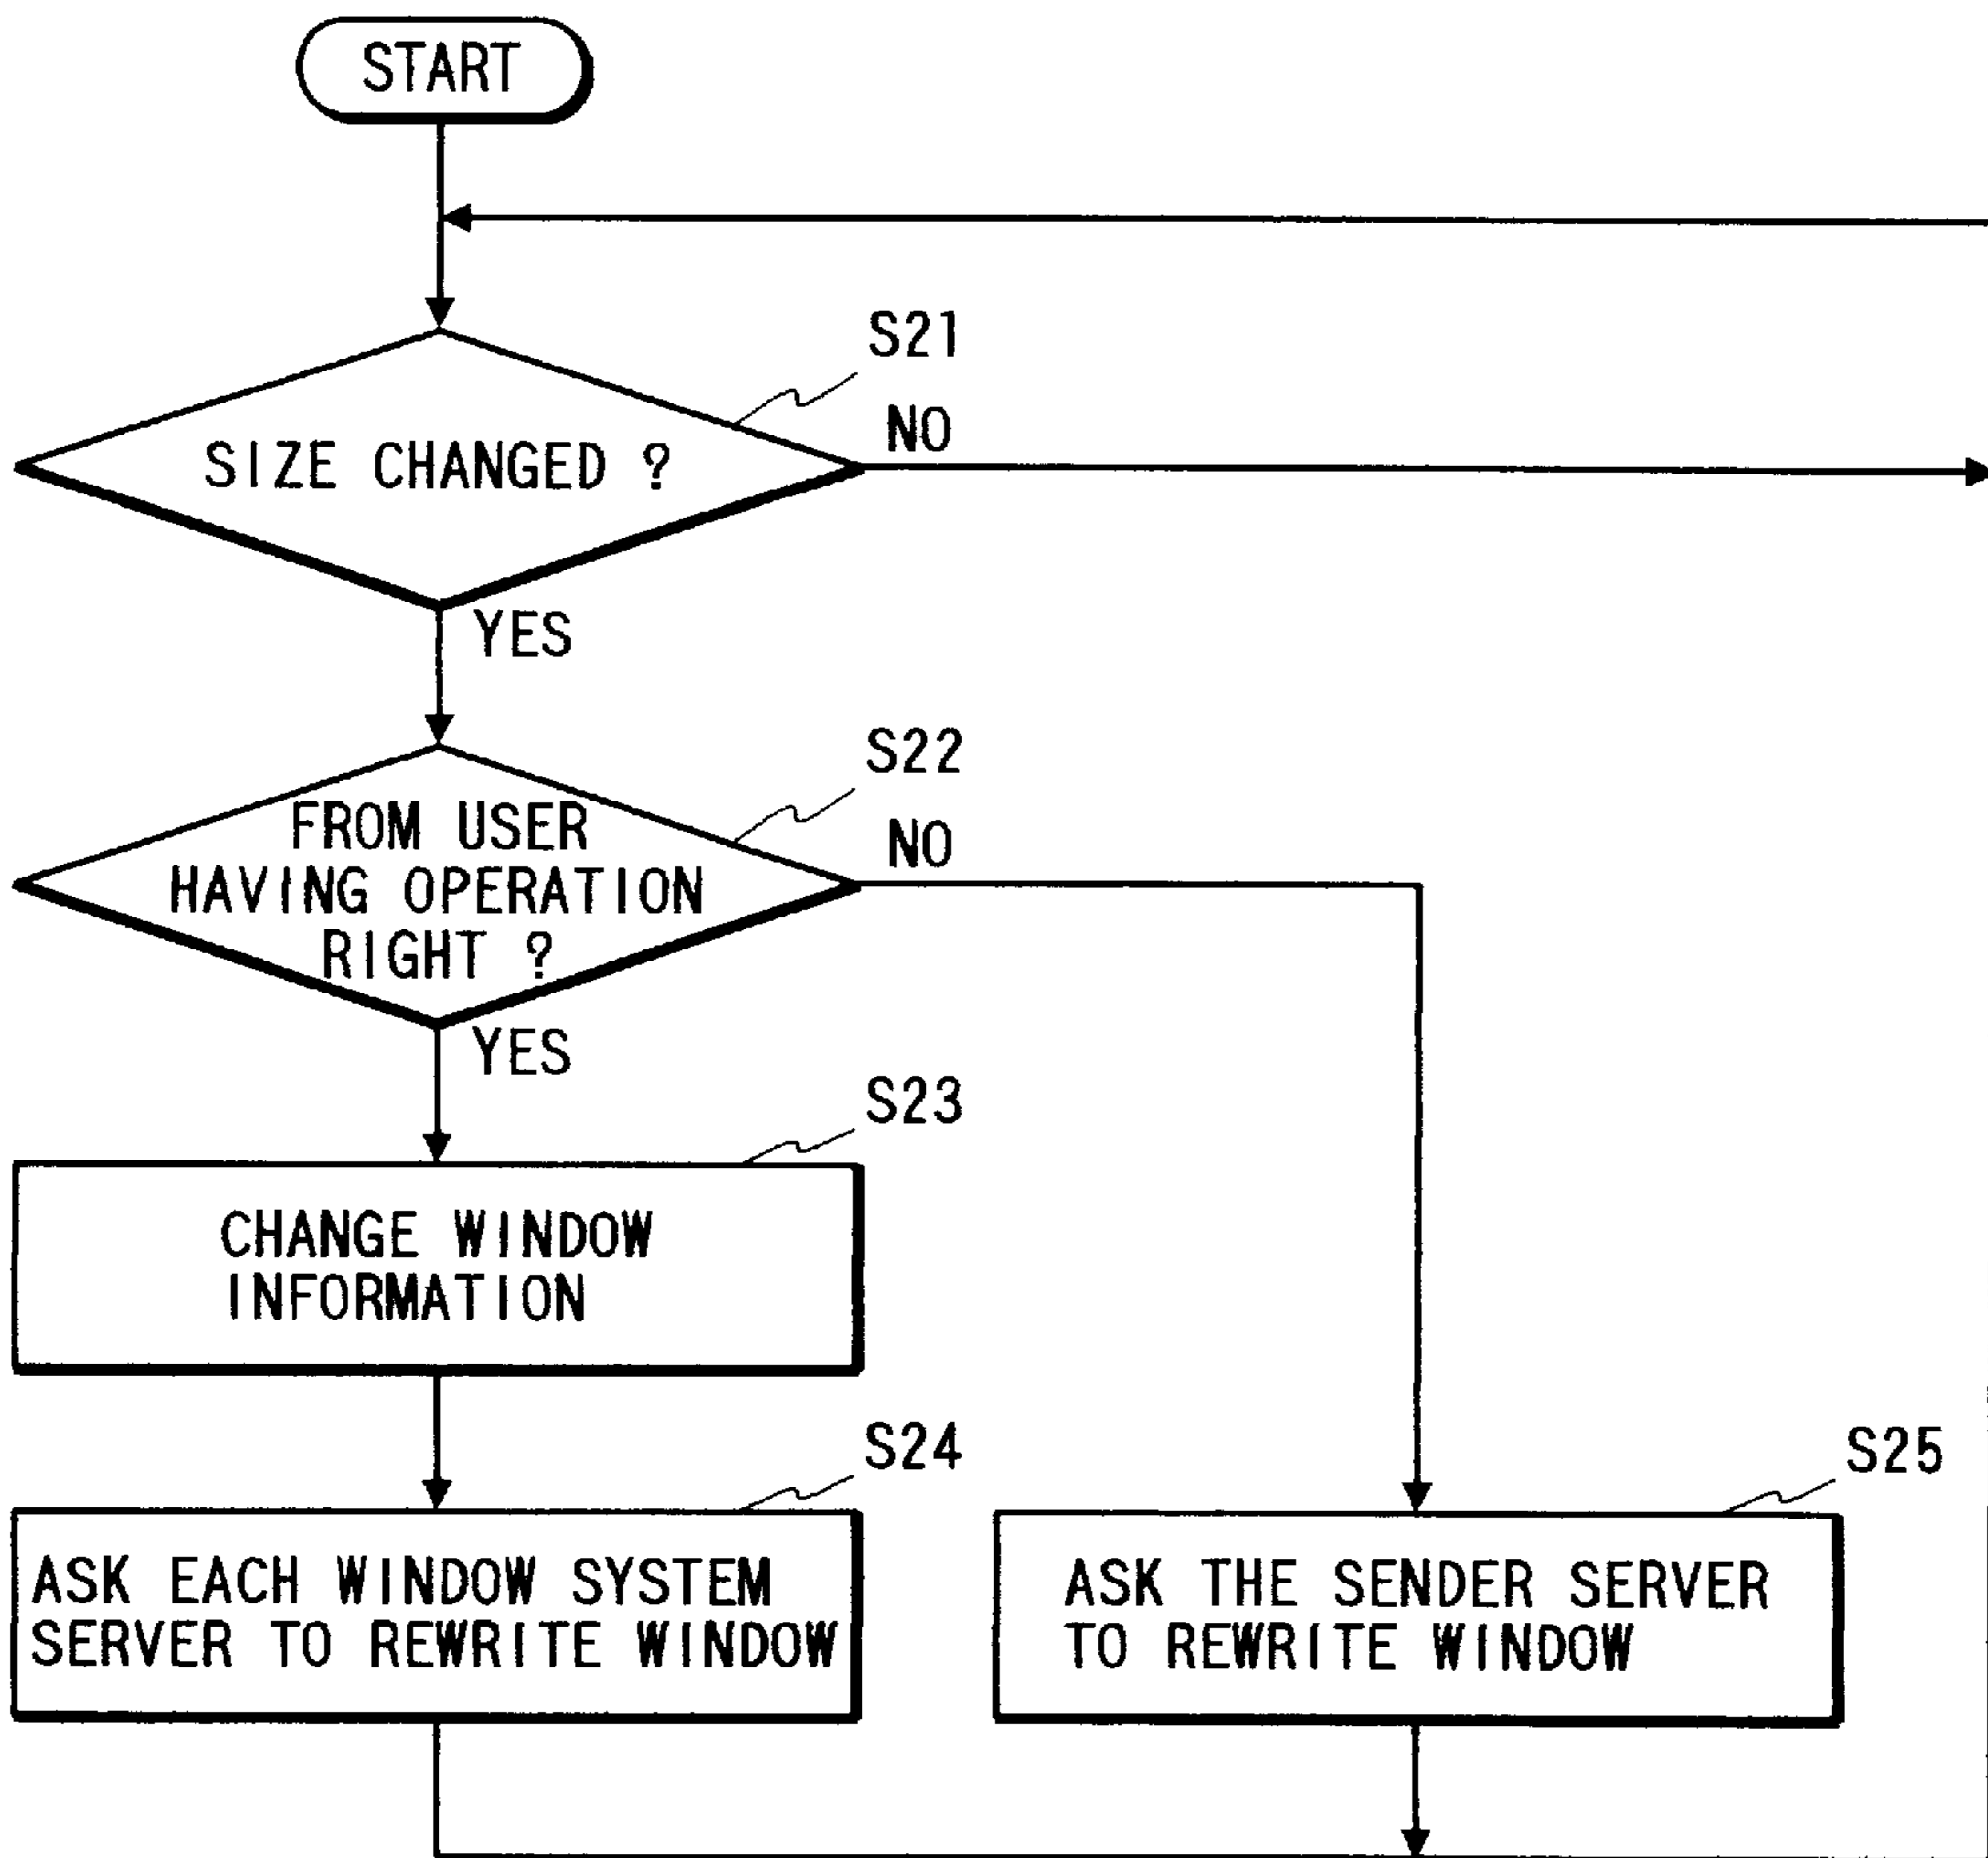 START
S21
SIZE CHANGED ?
NO
YES
S22
FROM USER
HAVING OPERATION
RIGHT ?
NO
YES
S23
CHANGE WINDOW
INFORMATION
S24
ASK EACH WINDOW SYSTEM
SERVER TO REWRITE WINDOW
S25
ASK THE SENDER SERVER
TO REWRITE WINDOW